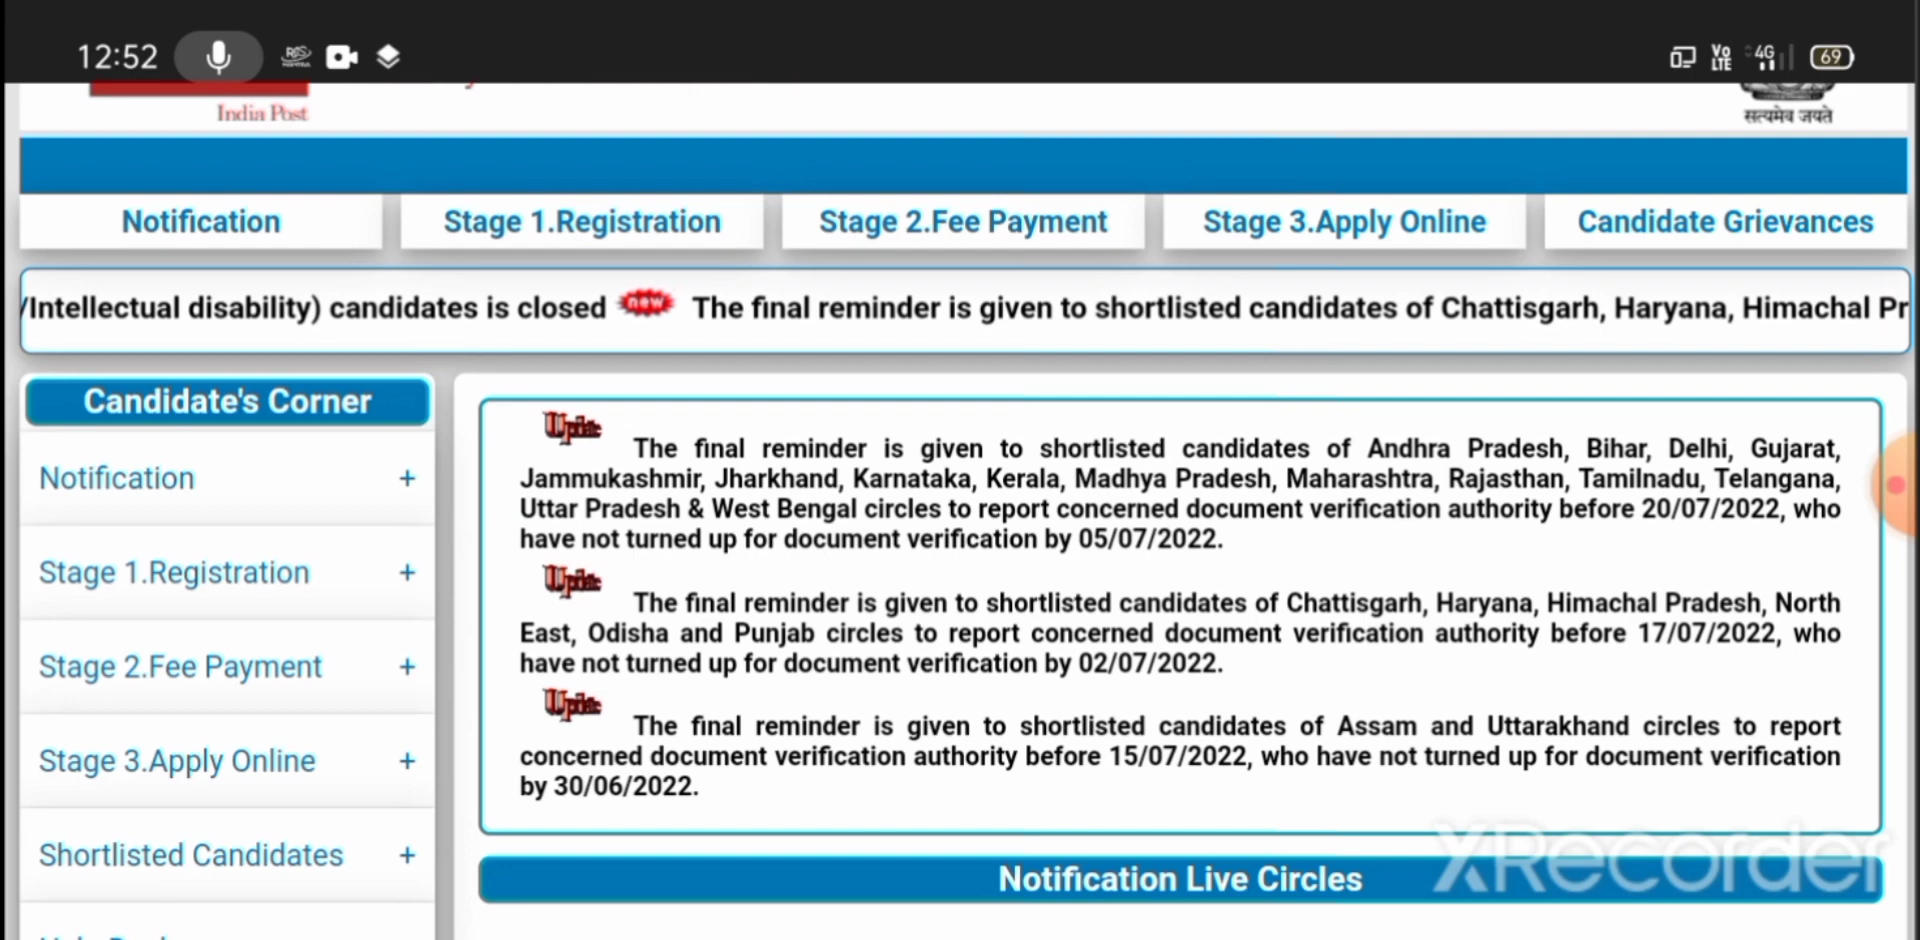 12:52
Vo LTE 4G 69
India Post
सत्यमेव जयते
Notification Stage 1.Registration Stage 2.Fee Payment Stage 3.Apply Online Candidate Grievances
/Intellectual disability) candidates is closed new The final reminder is given to shortlisted candidates of Chattisgarh, Haryana, Himachal Pr
Candidate's Corner
Notification +
Stage 1.Registration +
Stage 2.Fee Payment +
Stage 3.Apply Online +
Shortlisted Candidates +
Update
The final reminder is given to shortlisted candidates of Andhra Pradesh, Bihar, Delhi, Gujarat,
Jammukashmir, Jharkhand, Karnataka, Kerala, Madhya Pradesh, Maharashtra, Rajasthan, Tamilnadu, Telangana,
Uttar Pradesh & West Bengal circles to report concerned document verification authority before 20/07/2022, who
have not turned up for document verification by 05/07/2022.
Update
The final reminder is given to shortlisted candidates of Chattisgarh, Haryana, Himachal Pradesh, North
East, Odisha and Punjab circles to report concerned document verification authority before 17/07/2022, who
have not turned up for document verification by 02/07/2022.
Update
The final reminder is given to shortlisted candidates of Assam and Uttarakhand circles to report
concerned document verification authority before 15/07/2022, who have not turned up for document verification
by 30/06/2022.
Notification Live Circles
XRecorder